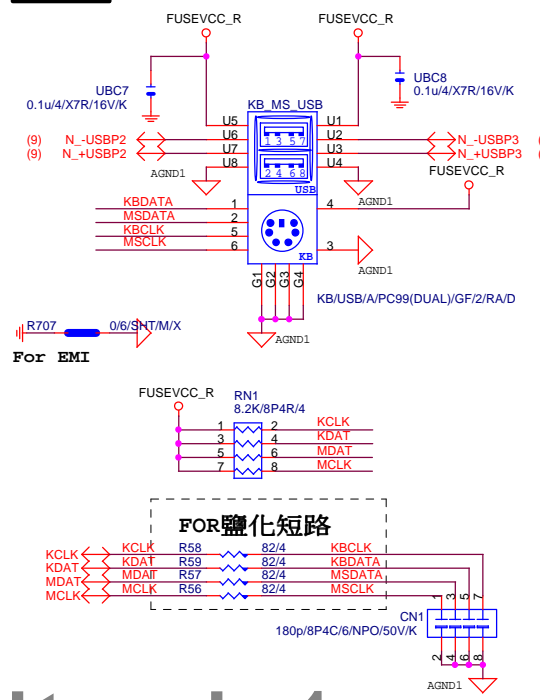 FUSEVCC_R FUSEVCC_R
UBC7 UBC8
0.1u/4/X7R/16V/K 0.1u/4/X7R/16V/K
KB_MS_USB
U5 U1
(9) N_-USBP2 U6 U2 N_-USBP3
(9) N_+USBP2 U7 U3 N_+USBP3
U8 U4
1 3 5 7
2 4 6 8
USB
AGND1 AGND1
FUSEVCC_R
KBDATA 1 4
MSDATA 2
KBCLK 5
MSCLK 6 3
KB
AGND1
G1 G2 G3 G4
KB/USB/A/PC99(DUAL)/GF/2/RA/D
AGND1
R707 0/6/SHT/M/X
For EMI
FUSEVCC_R
RN1
8.2K/8P4R/4
1 2 KCLK
3 4 KDAT
5 6 MDAT
7 8 MCLK
FOR鹽化短路
KCLK KCLK R58 82/4 KBCLK
KDAT KDAT R59 82/4 KBDATA
MDAT MDAT R57 82/4 MSDATA
MCLK MCLK R56 82/4 MSCLK
1 3 5 7
CN1
180p/8P4C/6/NPO/50V/K
2 4 6 8
AGND1